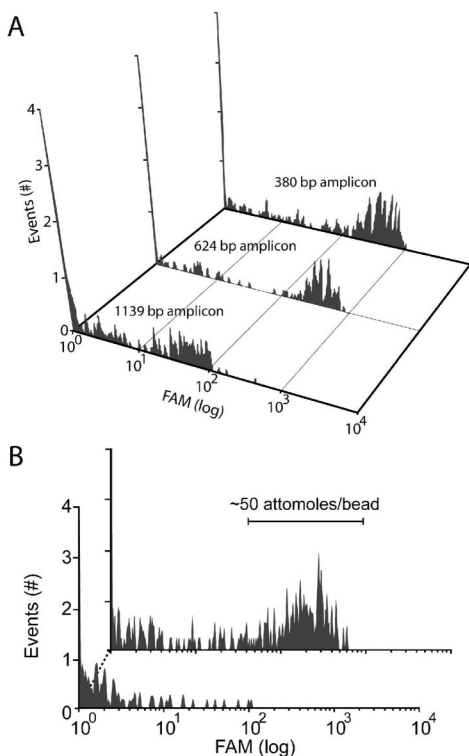 A
4
3
2
1
0
Events (#)
380 bp amplicon
624 bp amplicon
1139 bp amplicon
10^0
10^1
10^2
10^3
10^4
FAM (log)
B
~50 attomoles/bead
4
3
2
1
0
Events (#)
10^0
10^1
10^2
10^3
10^4
FAM (log)